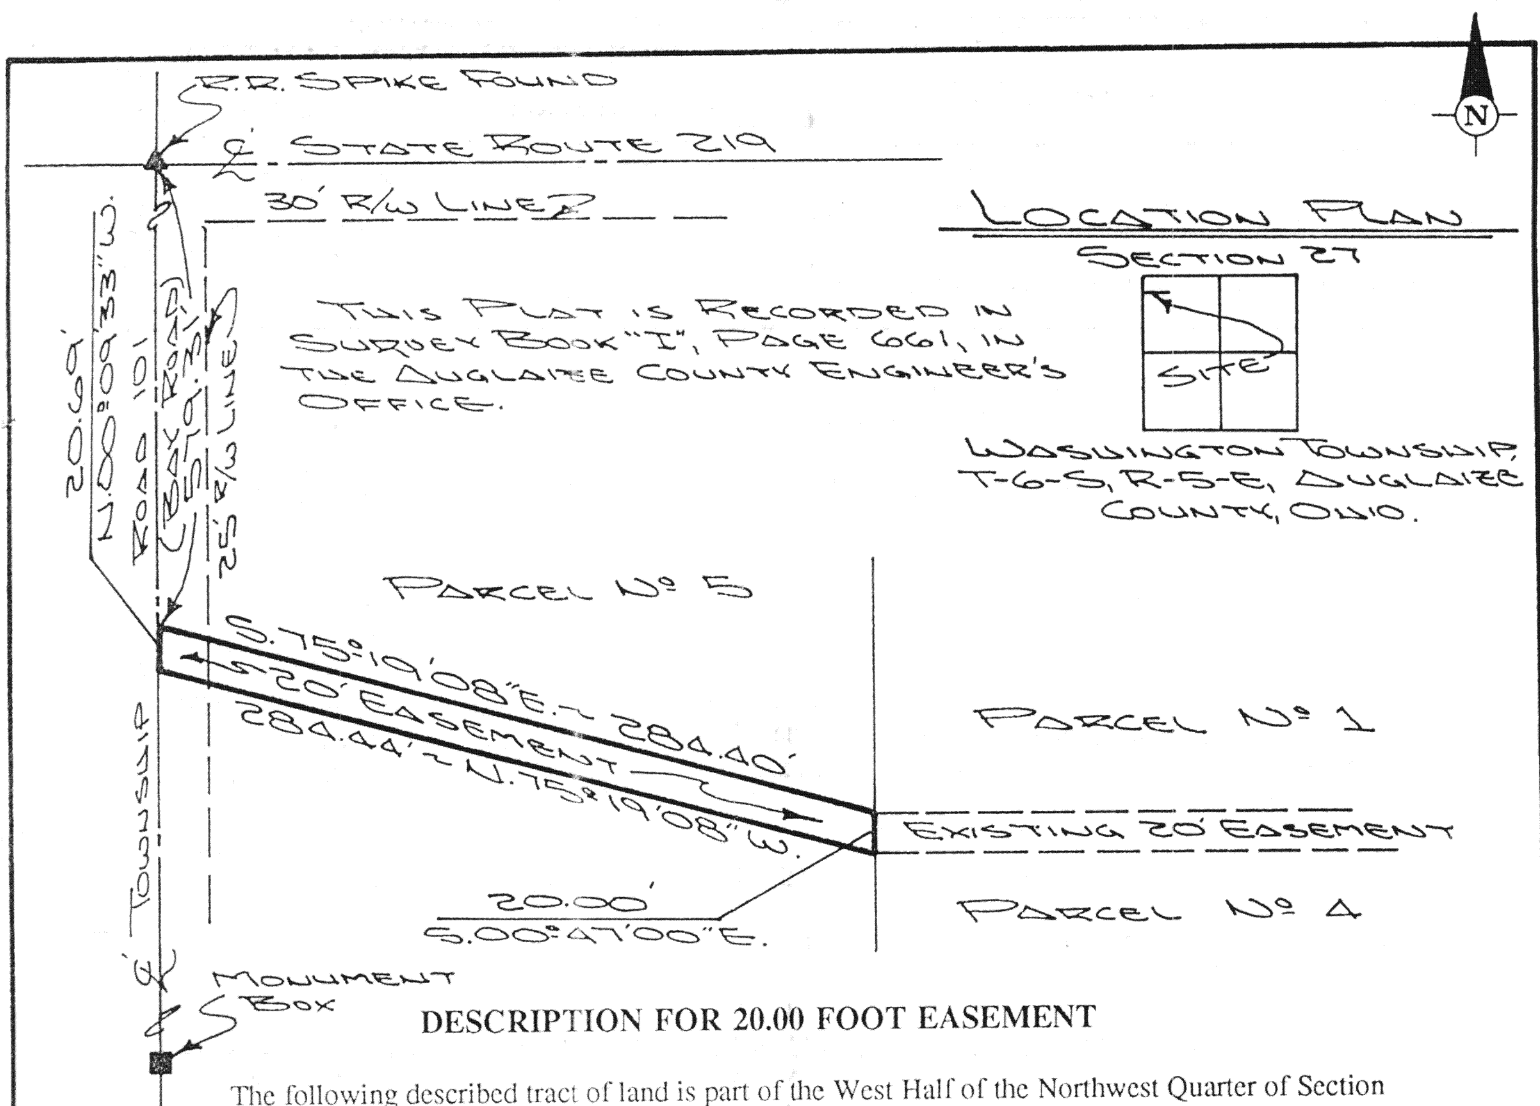 R.R. SPIKE FOUND
N
℄ STATE ROUTE 219
30' R/W LINE
LOCATION PLAN
SECTION 27
SITE
WASHINGTON TOWNSHIP,
T-6-S, R-5-E, AUGLAIZE
COUNTY, OHIO.
THIS PLAT IS RECORDED IN
SURVEY BOOK "I", PAGE 661, IN
THE AUGLAIZE COUNTY ENGINEER'S
OFFICE.
20.69'
N.00°09'33"W.
℄ TOWNSHIP ROAD 101
(BAK ROAD)
579.31'
25' R/W LINE
PARCEL Nº 5
S.75°19'08"E. ~ 284.40'
20' EASEMENT
284.44' ~ N.75°19'08"W.
PARCEL Nº 1
EXISTING 20' EASEMENT
PARCEL Nº 4
20.00'
S.00°47'00"E.
MONUMENT
BOX
DESCRIPTION FOR 20.00 FOOT EASEMENT
The following described tract of land is part of the West Half of the Northwest Quarter of Section